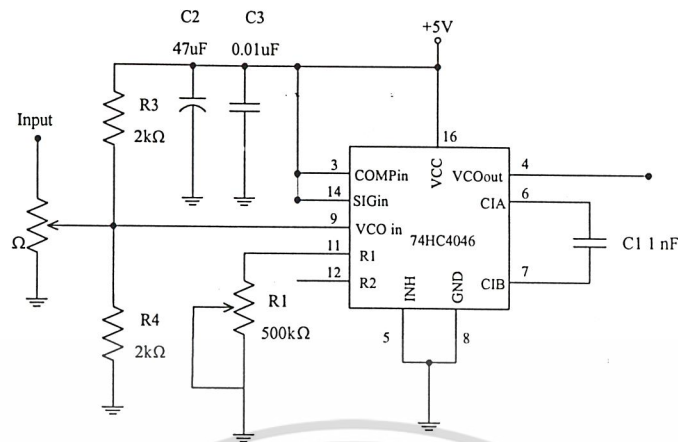 C2
C3
47uF
0.01uF
+5V
R3
2kΩ
Input
Ω
R4
2kΩ
16
VCC
3
COMPin
14
SIGin
9
VCO in
11
R1
12
R2
VCOout
4
CIA
6
74HC4046
C1 1 nF
CIB
7
INH
GND
5
8
R1
500kΩ